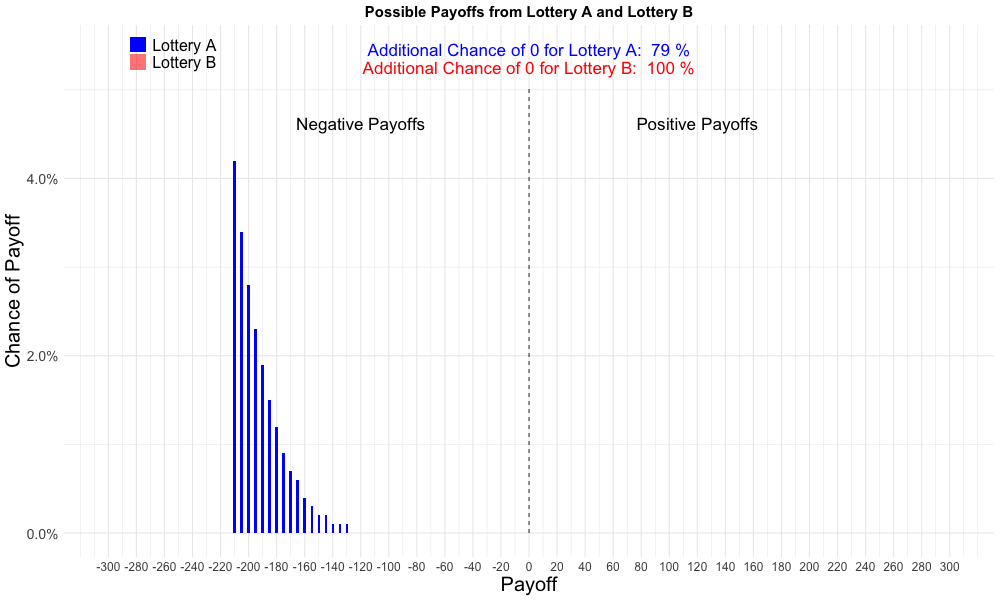 Possible Payoffs from Lottery A and Lottery B
Lottery A
Lottery B
Additional Chance of 0 for Lottery A:  79 %
Additional Chance of 0 for Lottery B:  100 %
Negative Payoffs
Positive Payoffs
Chance of Payoff
4.0%
2.0%
0.0%
-300 -280 -260 -240 -220 -200 -180 -160 -140 -120 -100 -80 -60 -40 -20 0 20 40 60 80 100 120 140 160 180 200 220 240 260 280 300
Payoff